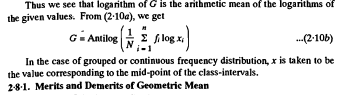 Thus we see that logarithm of G is the arithmetic mean of the logarithms of
the given values. From (2·10a), we get
G = Antilog ( 1/N n Σ i = 1 fᵢ log xᵢ ) ...(2·10b)
In the case of grouped or continuous frequency distribution, x is taken to be
the value corresponding to the mid-point of the class-intervals.
2·8·1. Merits and Demerits of Geometric Mean